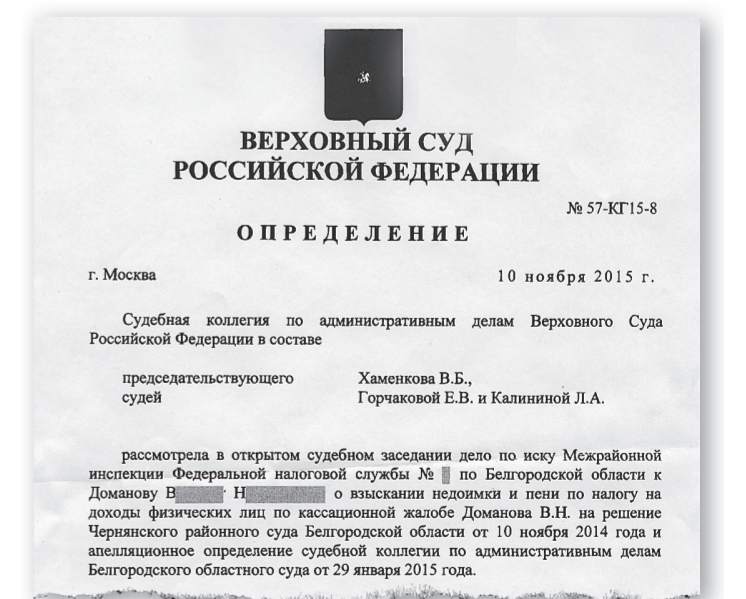 ВЕРХОВНЫЙ СУД
РОССИЙСКОЙ ФЕДЕРАЦИИ
№ 57-КГ15-8
ОПРЕДЕЛЕНИЕ
г. Москва 10 ноября 2015 г.
Судебная коллегия по административным делам Верховного Суда
Российской Федерации в составе
председательствующего Хаменкова В.Б.,
судей Горчаковой Е.В. и Калининой Л.А.
рассмотрела в открытом судебном заседании дело по иску Межрайонной
инспекции Федеральной налоговой службы № по Белгородской области к
Доманову В Н о взыскании недоимки и пени по налогу на
доходы физических лиц по кассационной жалобе Доманова В.Н. на решение
Чернянского районного суда Белгородской области от 10 ноября 2014 года и
апелляционное определение судебной коллегии по административным делам
Белгородского областного суда от 29 января 2015 года.